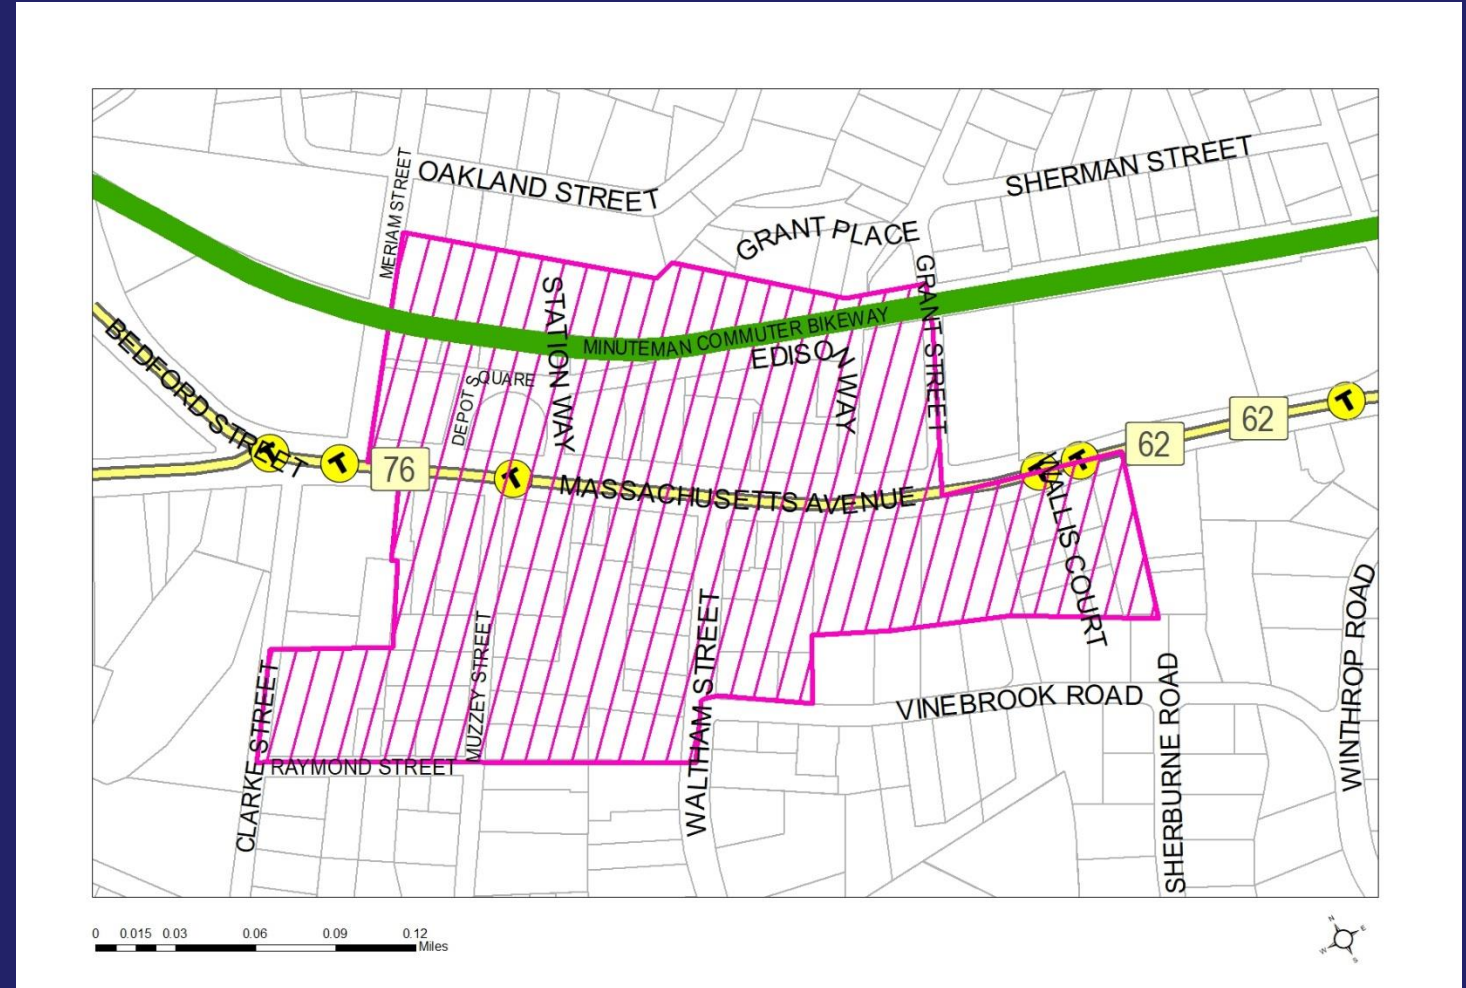 OAKLAND STREET
SHERMAN STREET
MERIAM STREET
GRANT PLACE
GRANT STREET
STATION WAY
MINUTEMAN COMMUTER BIKEWAY
EDISON WAY
BEDFORD STREET
DEPOT SQUARE
T
T
T
T
T
T
76
62
62
MASSACHUSETTS AVENUE
WALLIS COURT
WINTHROP ROAD
MUZZEY STREET
WALTHAM STREET
CLARKE STREET
VINEBROOK ROAD
SHERBURNE ROAD
RAYMOND STREET
0 0.015 0.03 0.06 0.09 0.12
Miles
N
E
W
S